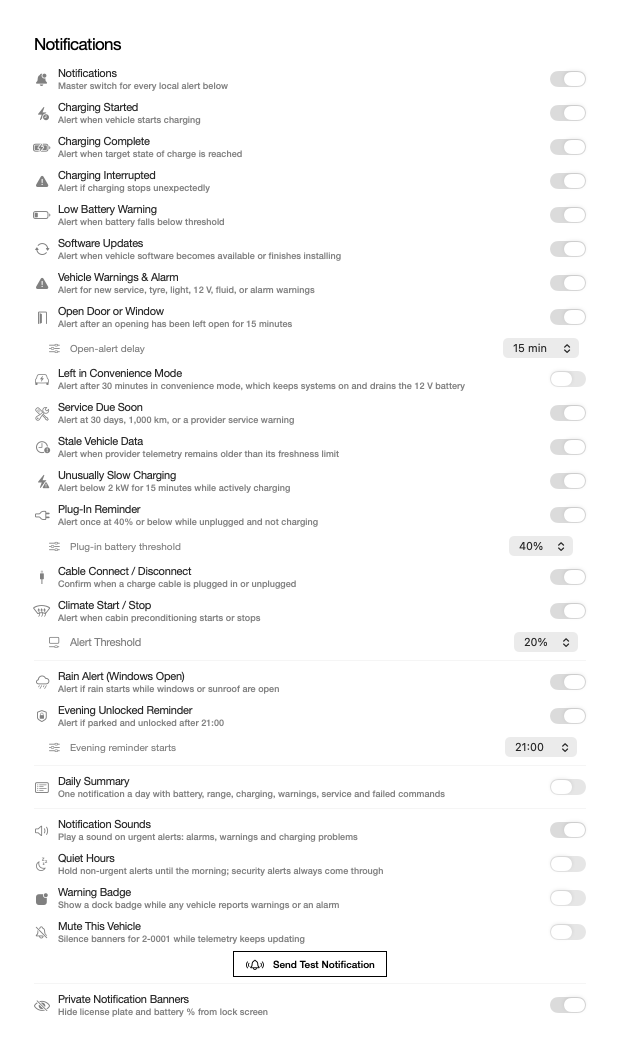 Notifications
Notifications
Master switch for every local alert below
Charging Started
Alert when vehicle starts charging
Charging Complete
Alert when target state of charge is reached
Charging Interrupted
Alert if charging stops unexpectedly
Low Battery Warning
Alert when battery falls below threshold
Software Updates
Alert when vehicle software becomes available or finishes installing
Vehicle Warnings & Alarm
Alert for new service, tyre, light, 12 V, fluid, or alarm warnings
Open Door or Window
Alert after an opening has been left open for 15 minutes
Open-alert delay 15 min
Left in Convenience Mode
Alert after 30 minutes in convenience mode, which keeps systems on and drains the 12 V battery
Service Due Soon
Alert at 30 days, 1,000 km, or a provider service warning
Stale Vehicle Data
Alert when provider telemetry remains older than its freshness limit
Unusually Slow Charging
Alert below 2 kW for 15 minutes while actively charging
Plug-In Reminder
Alert once at 40% or below while unplugged and not charging
Plug-in battery threshold 40%
Cable Connect / Disconnect
Confirm when a charge cable is plugged in or unplugged
Climate Start / Stop
Alert when cabin preconditioning starts or stops
Alert Threshold 20%
Rain Alert (Windows Open)
Alert if rain starts while windows or sunroof are open
Evening Unlocked Reminder
Alert if parked and unlocked after 21:00
Evening reminder starts 21:00
Daily Summary
One notification a day with battery, range, charging, warnings, service and failed commands
Notification Sounds
Play a sound on urgent alerts: alarms, warnings and charging problems
Quiet Hours
Hold non-urgent alerts until the morning; security alerts always come through
Warning Badge
Show a dock badge while any vehicle reports warnings or an alarm
Mute This Vehicle
Silence banners for 2-0001 while telemetry keeps updating
Send Test Notification
Private Notification Banners
Hide license plate and battery % from lock screen